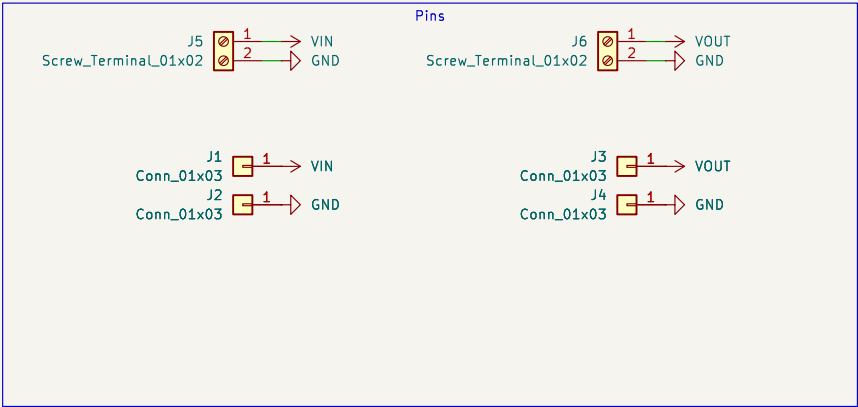 Pins
J5 1 VIN
Screw_Terminal_01x02 2 GND
J6 1 VOUT
Screw_Terminal_01x02 2 GND
J1 1 VIN
Conn_01x03
J2 1 GND
Conn_01x03
J3 1 VOUT
Conn_01x03
J4 1 GND
Conn_01x03